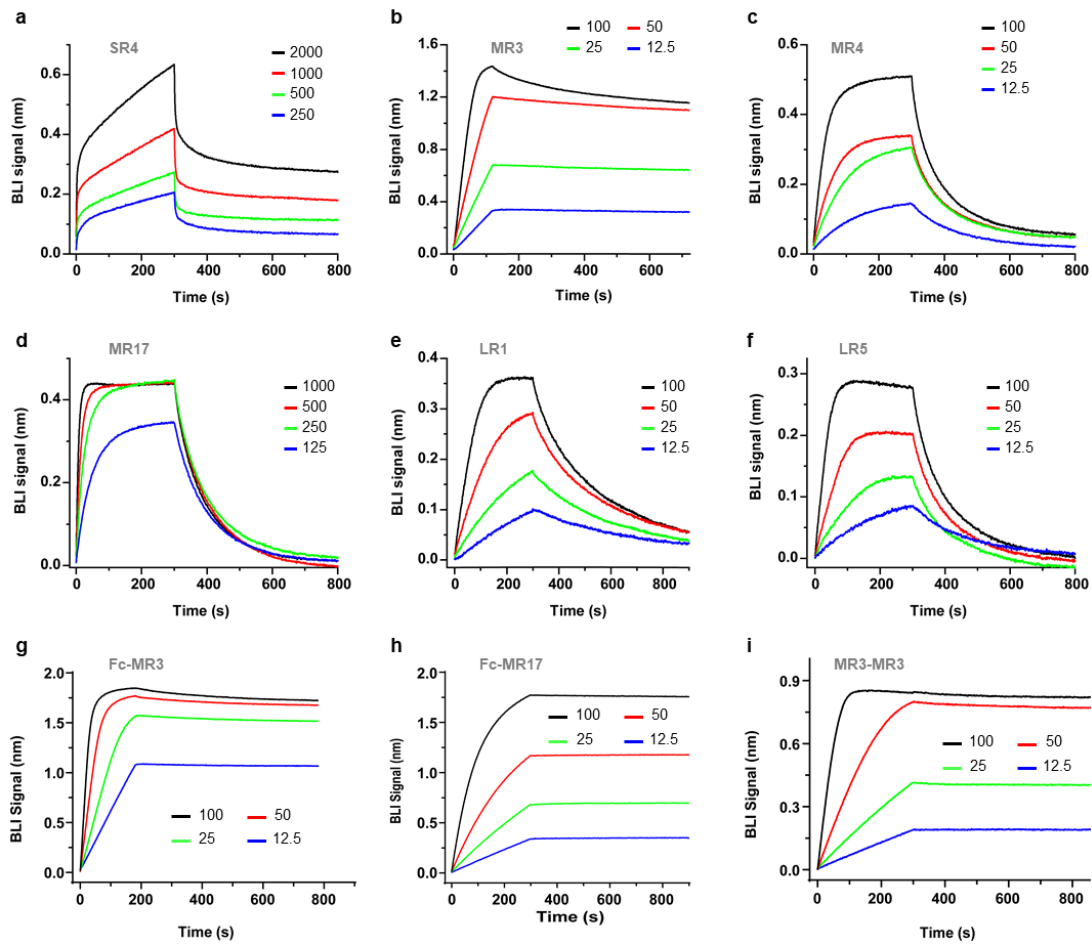 a
SR4
2000
1000
500
250
BLI signal (nm)
0.6
0.4
0.2
0.0
0 200 400 600 800
Time (s)
b
100 50
25 12.5
MR3
BLI signal (nm)
1.6
1.2
0.8
0.4
0.0
0 200 400 600
Time (s)
c
MR4
100
50
25
12.5
BLI signal (nm)
0.6
0.4
0.2
0.0
0 200 400 600 800
Time (s)
d
MR17
1000
500
250
125
BLI signal (nm)
0.4
0.2
0.0
0 200 400 600 800
Time (s)
e
LR1
100
50
25
12.5
BLI signal (nm)
0.4
0.3
0.2
0.1
0.0
0 200 400 600 800
Time (s)
f
LR5
100
50
25
12.5
BLI signal (nm)
0.3
0.2
0.1
0.0
0 200 400 600 800
Time (s)
g
Fc-MR3
BLI Signal (nm)
2.0
1.5
1.0
0.5
0.0
100 50
25 12.5
0 200 400 600 800
Time (s)
h
Fc-MR17
BLI Signal (nm)
2.0
1.5
1.0
0.5
0.0
100 50
25 12.5
0 200 400 600 800
Time (s)
i
MR3-MR3
BLI Signal (nm)
0.9
0.6
0.3
0.0
100 50
25 12.5
0 200 400 600 800
Time (s)